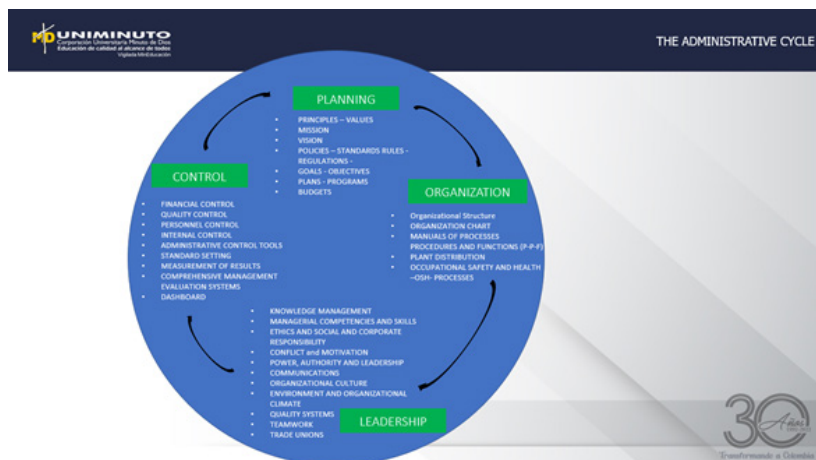 UNIMINUTO
Corporación Universitaria Minuto de Dios
Educación de calidad al alcance de todos
Vigilada MinEducación
THE ADMINISTRATIVE CYCLE
PLANNING
• PRINCIPLES – VALUES
• MISSION
• VISION
• POLICIES – STANDARDS RULES -
REGULATIONS -
• GOALS - OBJECTIVES
• PLANS - PROGRAMS
• BUDGETS
ORGANIZATION
• Organizational Structure
• ORGANIZATION CHART
• MANUALS OF PROCESSES
PROCEDURES AND FUNCTIONS (P-P-F)
• PLANT DISTRIBUTION
• OCCUPATIONAL SAFETY AND HEALTH
–OSH- PROCESSES
CONTROL
• FINANCIAL CONTROL
• QUALITY CONTROL
• PERSONNEL CONTROL
• INTERNAL CONTROL
• ADMINISTRATIVE CONTROL TOOLS
• STANDARD SETTING
• MEASUREMENT OF RESULTS
• COMPREHENSIVE MANAGEMENT
EVALUATION SYSTEMS
• DASHBOARD
• KNOWLEDGE MANAGEMENT
• MANAGERIAL COMPETENCIES AND SKILLS
• ETHICS AND SOCIAL AND CORPORATE
RESPONSIBILITY
• CONFLICT and MOTIVATION
• POWER, AUTHORITY AND LEADERSHIP
• COMMUNICATIONS
• ORGANIZATIONAL CULTURE
• ENVIRONMENT AND ORGANIZATIONAL
CLIMATE
• QUALITY SYSTEMS
• TEAMWORK
• TRADE UNIONS
LEADERSHIP
30 Años
Transformando a Colombia